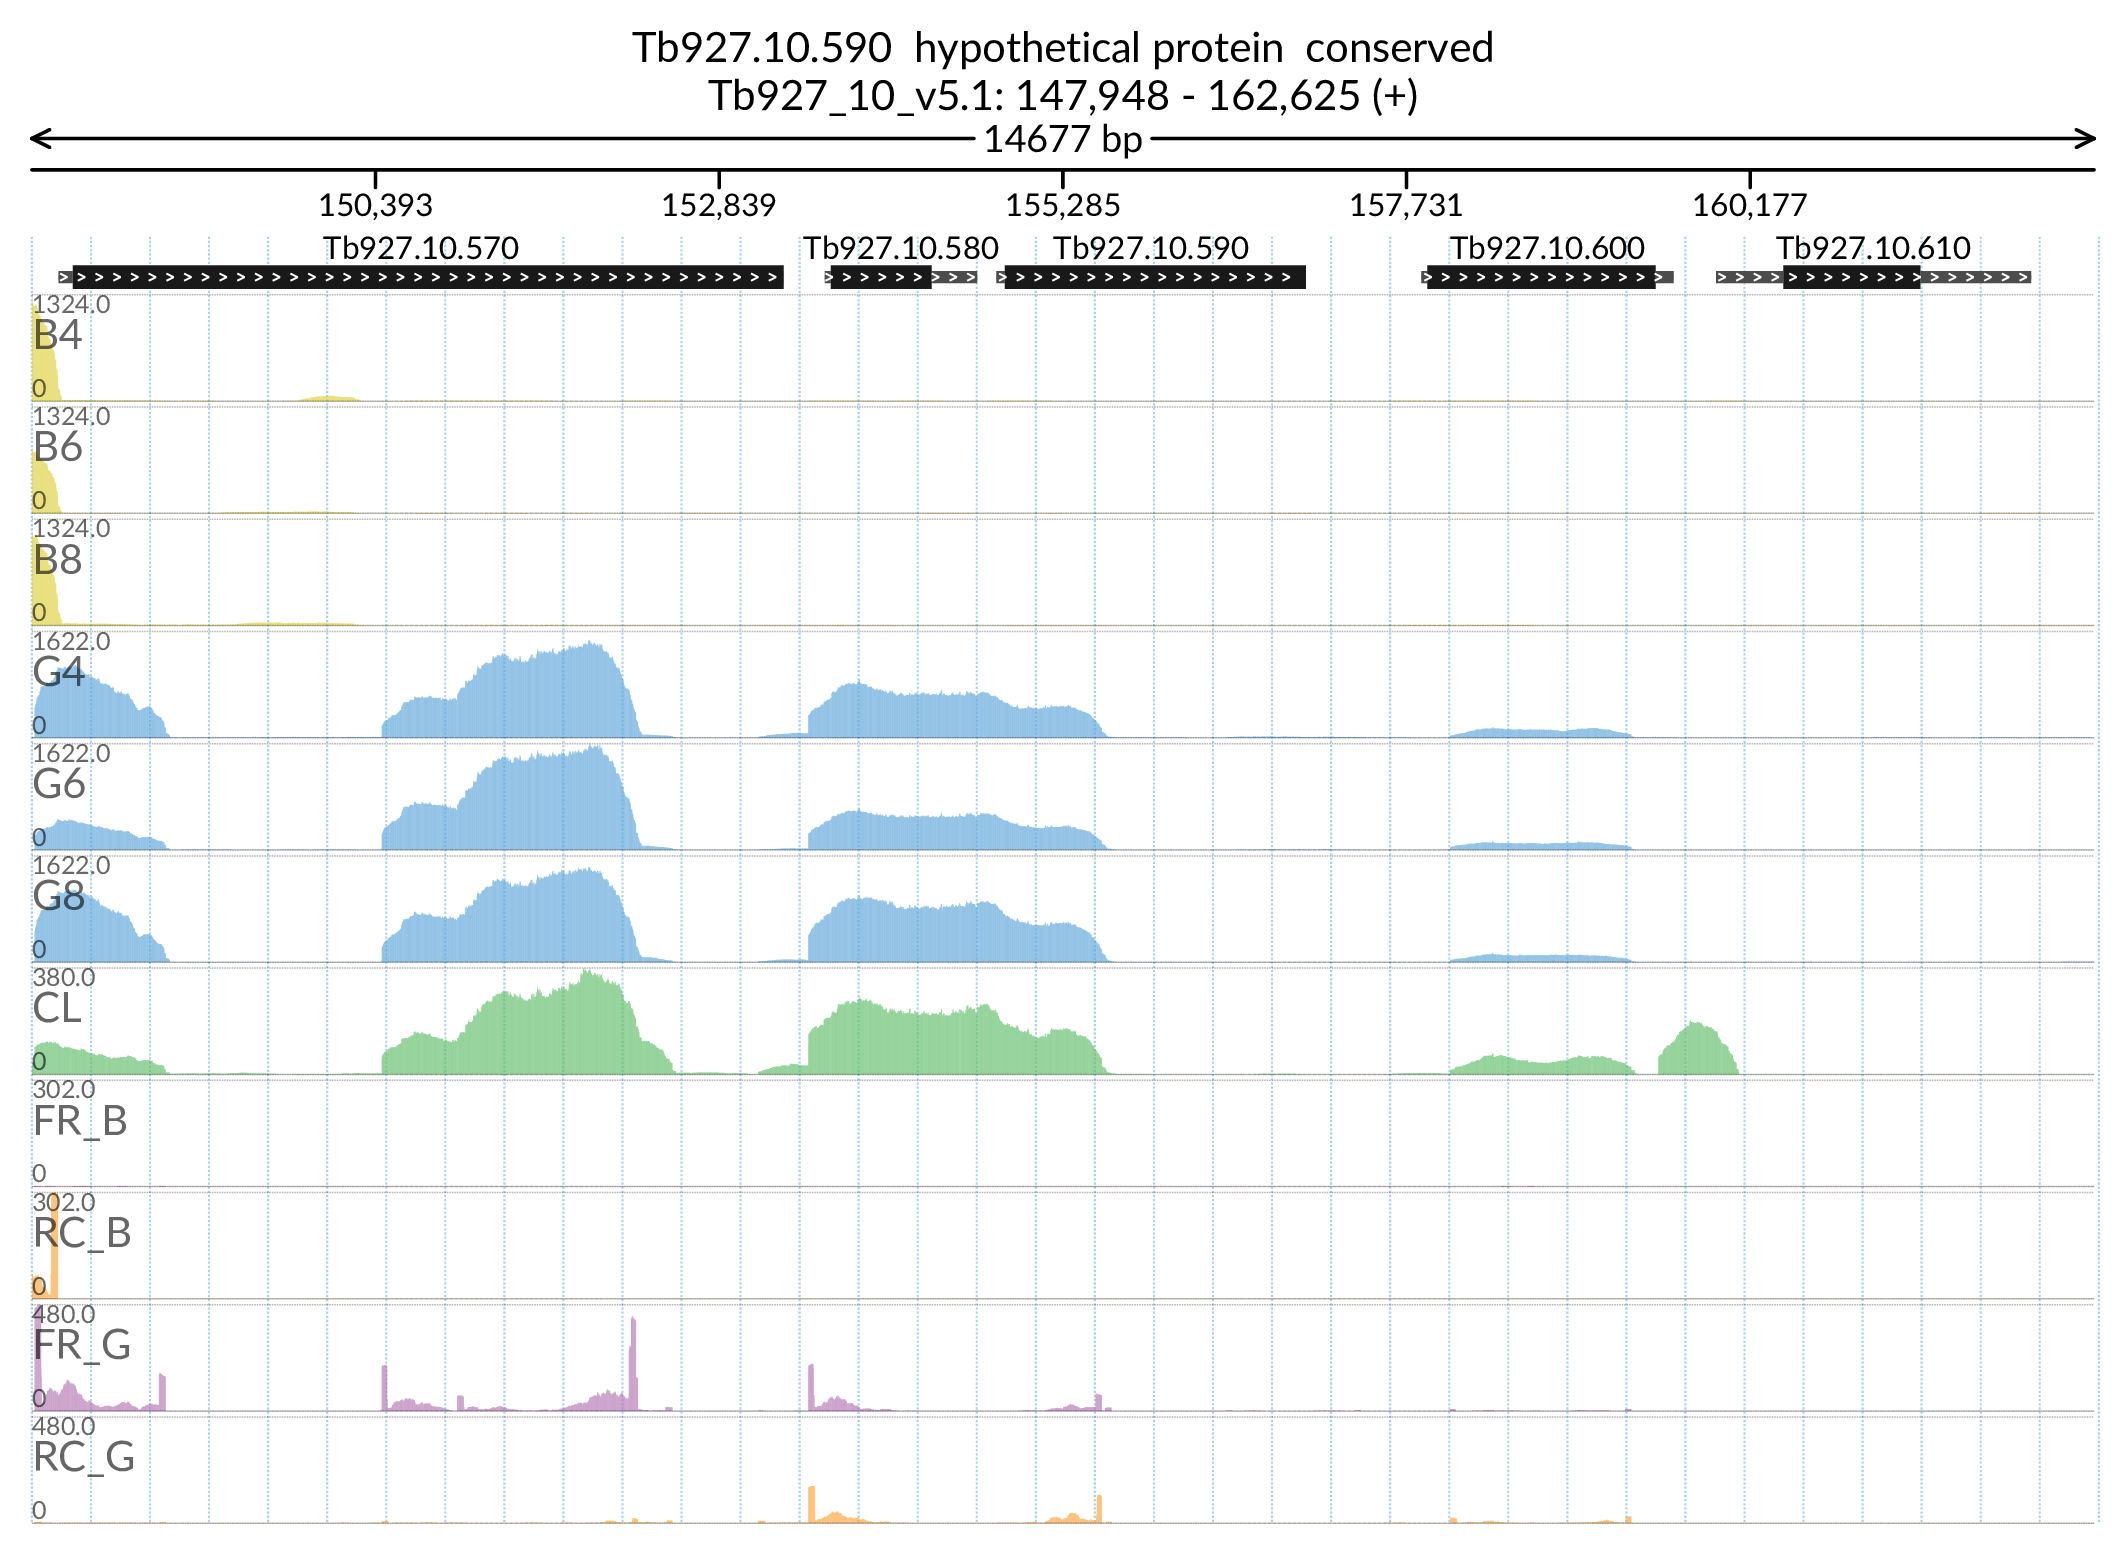 Tb927.10.590 hypothetical protein conserved
Tb927_10_v5.1: 147,948 - 162,625 (+)
14677 bp
150,393 152,839 155,285 157,731 160,177
Tb927.10.570 Tb927.10.580 Tb927.10.590 Tb927.10.600 Tb927.10.610
1324.0
B4
0
1324.0
B6
0
1324.0
B8
0
1622.0
G4
0
1622.0
G6
0
1622.0
G8
0
380.0
CL
0
302.0
FR_B
0
302.0
RC_B
0
480.0
FR_G
0
480.0
RC_G
0